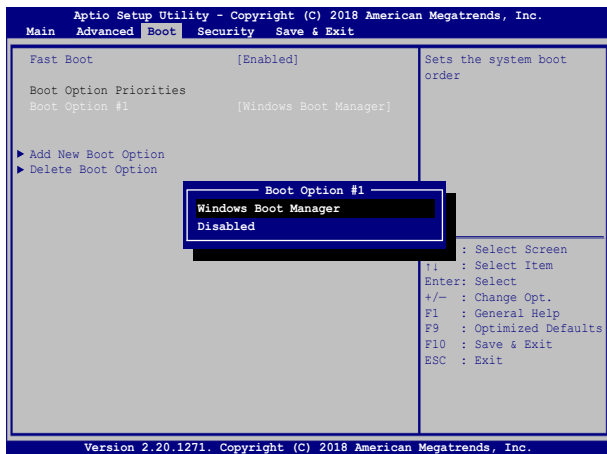 Aptio Setup Utility - Copyright (C) 2018 American Megatrends, Inc.
Main Advanced Boot Security Save & Exit
Fast Boot [Enabled]
Boot Option Priorities
Boot Option #1 [Windows Boot Manager]
▶ Add New Boot Option
▶ Delete Boot Option
Sets the system boot
order
Boot Option #1
Windows Boot Manager
Disabled
: Select Screen
↑↓ : Select Item
Enter: Select
+/— : Change Opt.
F1 : General Help
F9 : Optimized Defaults
F10 : Save & Exit
ESC : Exit
Version 2.20.1271. Copyright (C) 2018 American Megatrends, Inc.